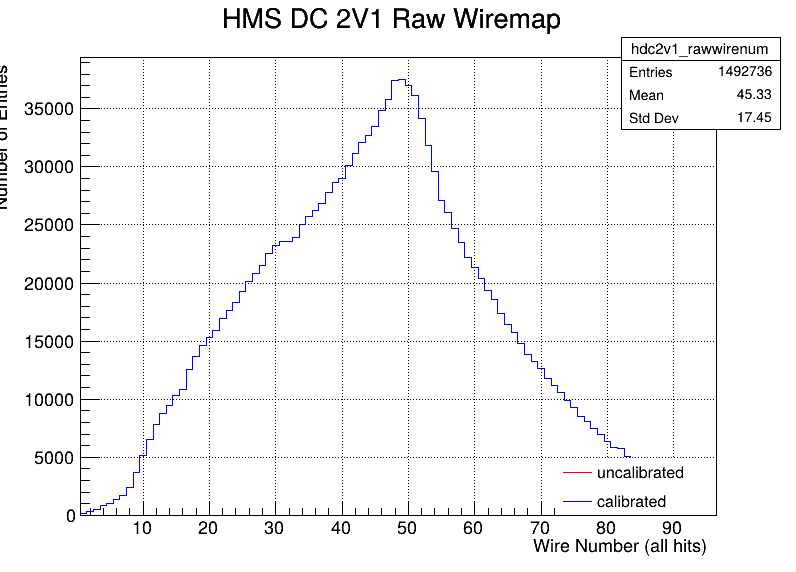 HMS DC 2V1 Raw Wiremap
hdc2v1_rawwirenum
Entries 1492736
Mean 45.33
Std Dev 17.45
Number of Entries
35000
30000
25000
20000
15000
10000
5000
0
uncalibrated
calibrated
10 20 30 40 50 60 70 80 90
Wire Number (all hits)